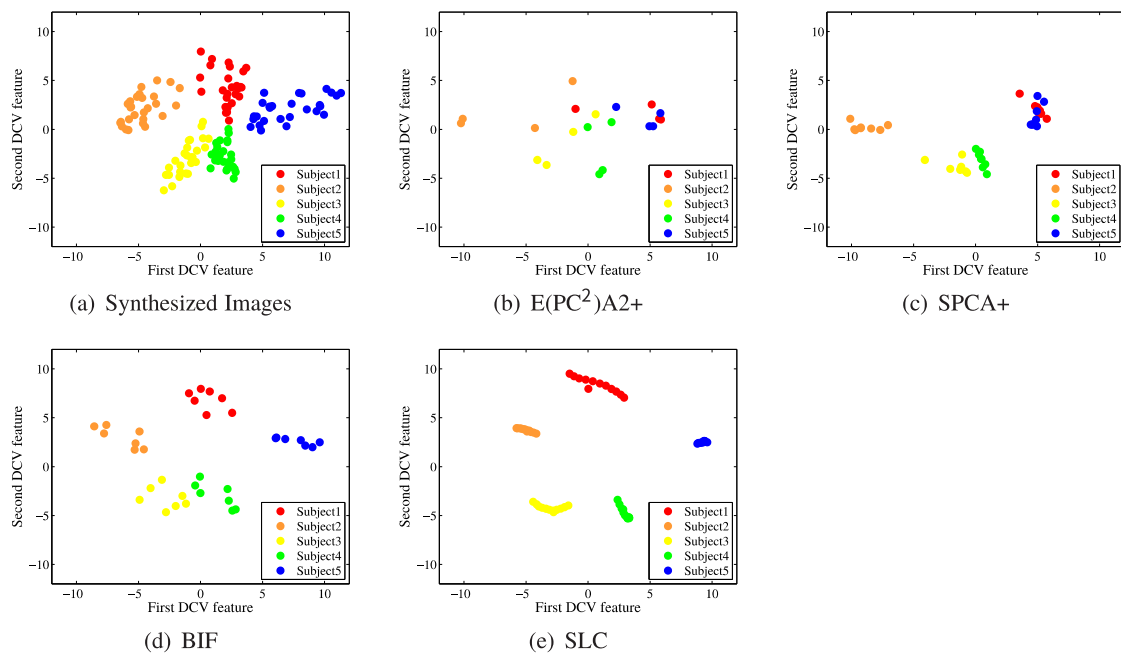 10
5
0
−5
−10
Second DCV feature
Subject1
Subject2
Subject3
Subject4
Subject5
−10 −5 0 5 10
First DCV feature
(a) Synthesized Images
10
5
0
−5
−10
Second DCV feature
Subject1
Subject2
Subject3
Subject4
Subject5
−10 −5 0 5 10
First DCV feature
(b) E(PC²)A2+
10
5
0
−5
−10
Second DCV feature
Subject1
Subject2
Subject3
Subject4
Subject5
−10 −5 0 5 10
First DCV feature
(c) SPCA+
10
5
0
−5
−10
Second DCV feature
Subject1
Subject2
Subject3
Subject4
Subject5
−10 −5 0 5 10
First DCV feature
(d) BIF
10
5
0
−5
−10
Second DCV feature
Subject1
Subject2
Subject3
Subject4
Subject5
−10 −5 0 5 10
First DCV feature
(e) SLC